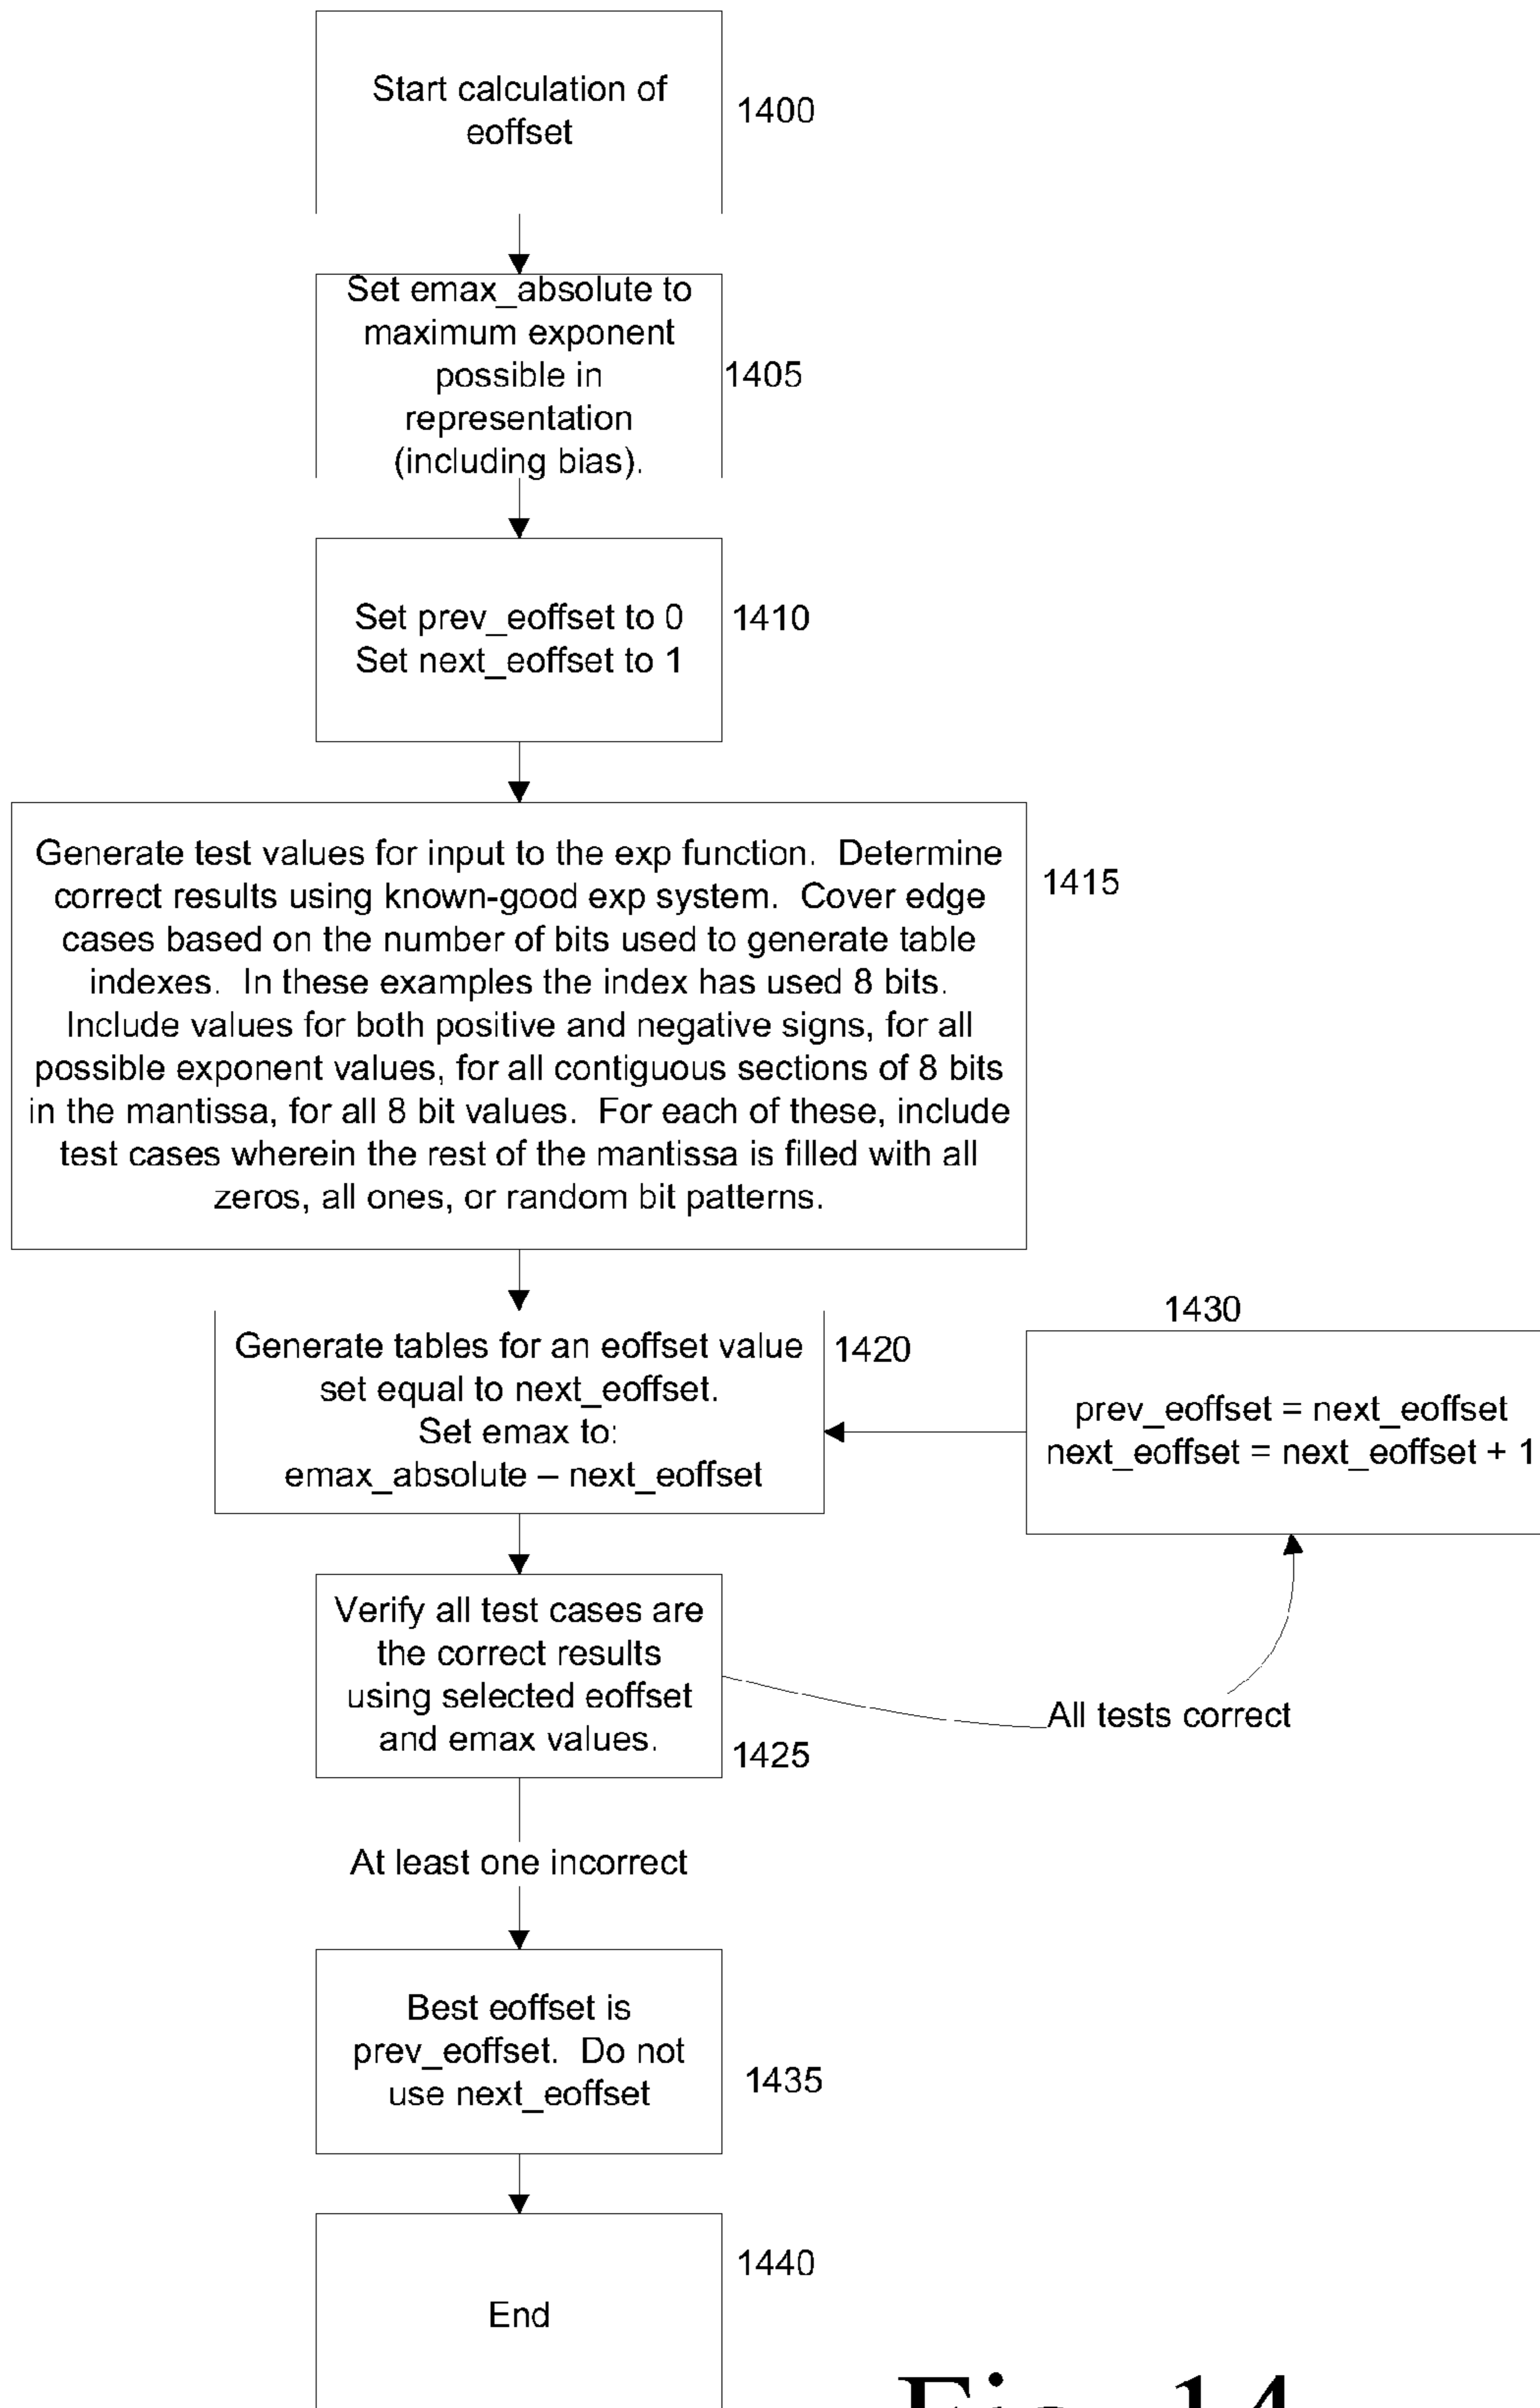 Start calculation of
eoffset
1400
Set emax_absolute to
maximum exponent
possible in
representation
(including bias).
1405
Set prev_eoffset to 0
Set next_eoffset to 1
1410
Generate test values for input to the exp function.  Determine
correct results using known-good exp system.  Cover edge
cases based on the number of bits used to generate table
indexes.  In these examples the index has used 8 bits.
Include values for both positive and negative signs, for all
possible exponent values, for all contiguous sections of 8 bits
in the mantissa, for all 8 bit values.  For each of these, include
test cases wherein the rest of the mantissa is filled with all
zeros, all ones, or random bit patterns.
1415
Generate tables for an eoffset value
set equal to next_eoffset.
Set emax to:
emax_absolute – next_eoffset
1420
1430
prev_eoffset = next_eoffset
next_eoffset = next_eoffset + 1
Verify all test cases are
the correct results
using selected eoffset
and emax values.
1425
All tests correct
At least one incorrect
Best eoffset is
prev_eoffset.  Do not
use next_eoffset
1435
End
1440
Fig. 14